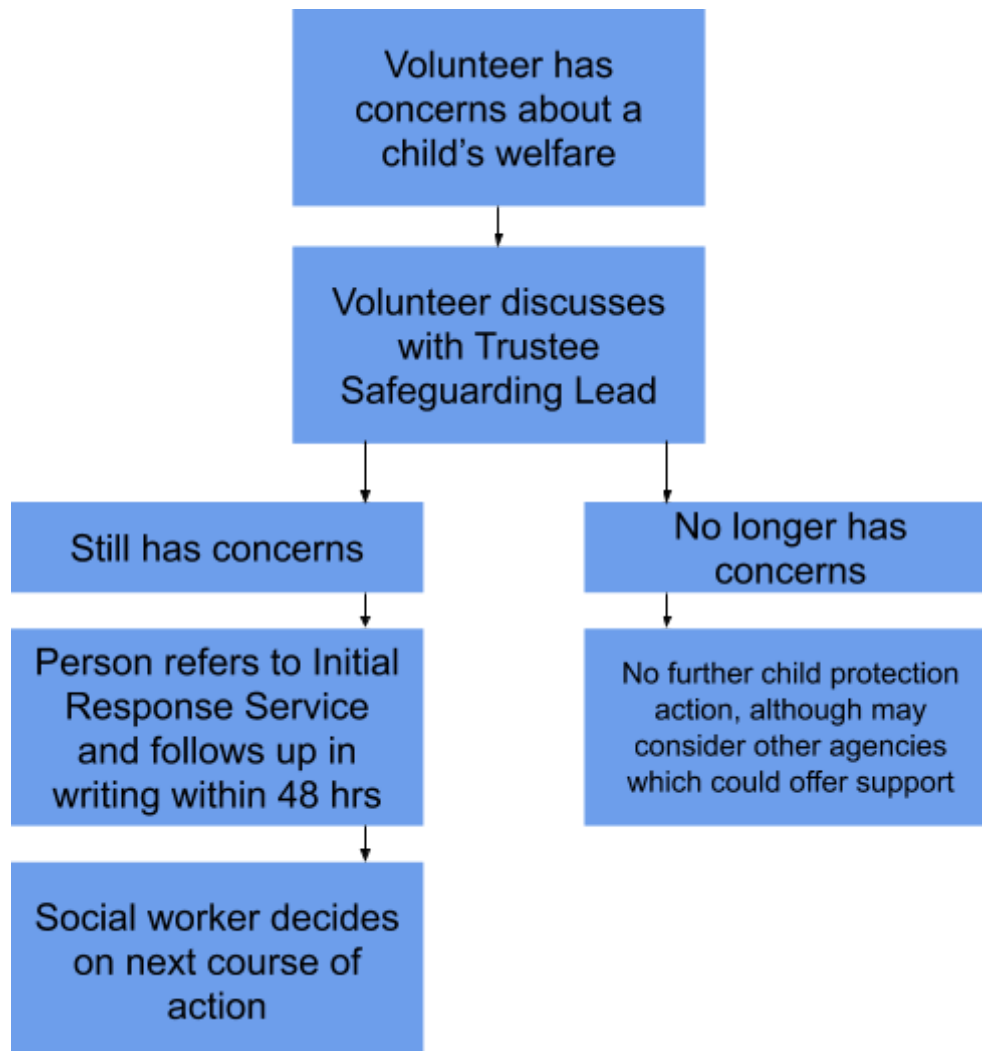 Volunteer has
concerns about a
child’s welfare
Volunteer discusses
with Trustee
Safeguarding Lead
Still has concerns
No longer has
concerns
Person refers to Initial
Response Service
and follows up in
writing within 48 hrs
No further child protection
action, although may
consider other agencies
which could offer support
Social worker decides
on next course of
action